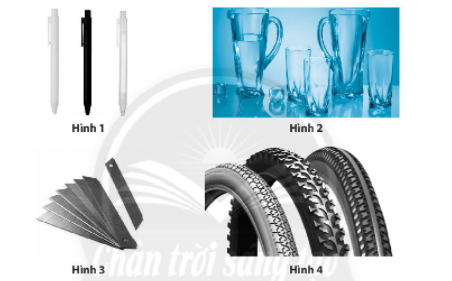 Hình 1
Hình 2
Hình 3
Hình 4
Chân trời sáng tạo